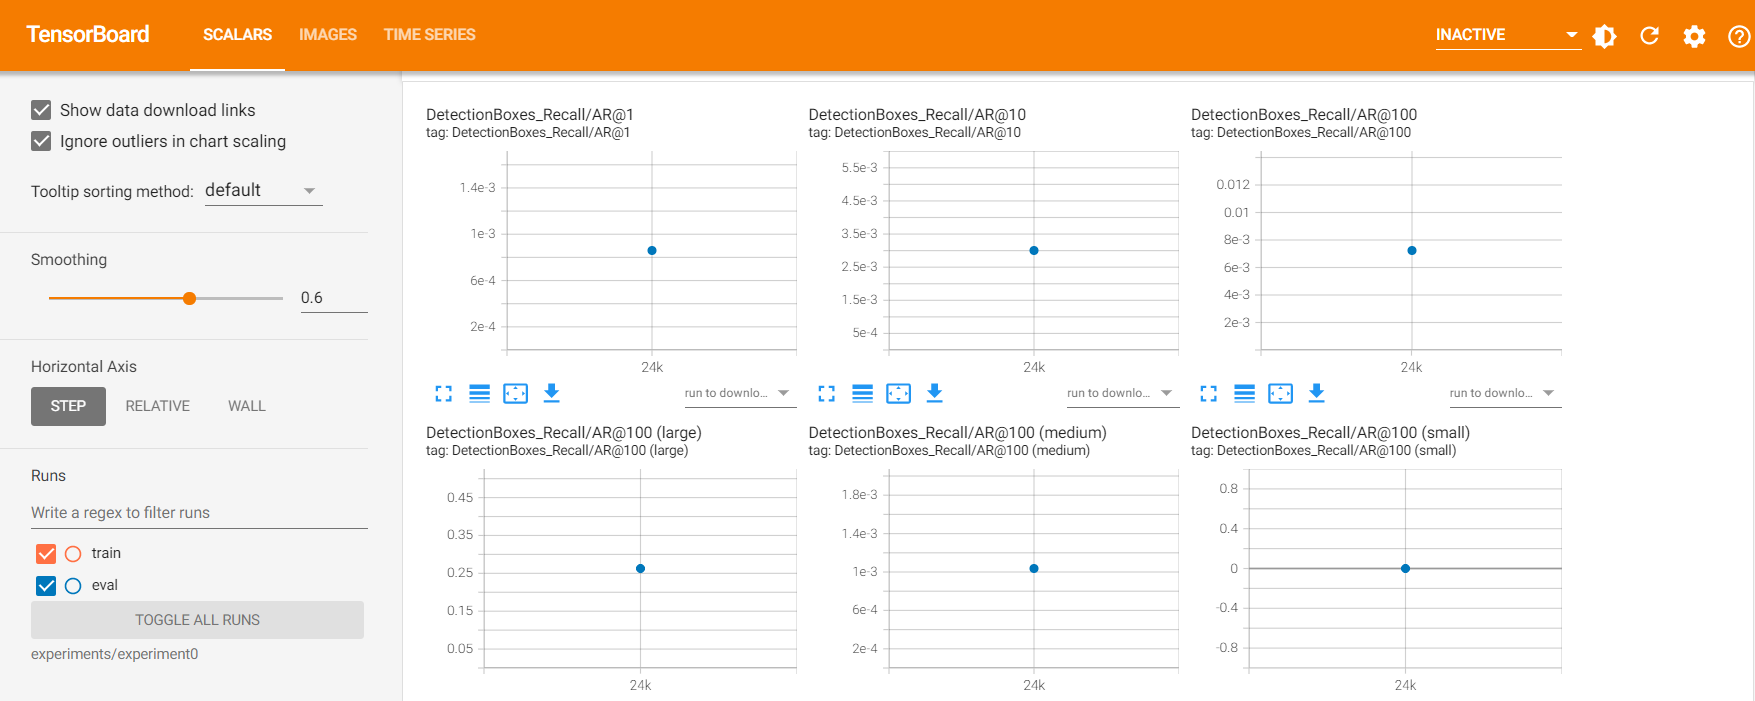 TensorBoard
SCALARS
IMAGES
TIME SERIES
INACTIVE
Show data download links
Ignore outliers in chart scaling
Tooltip sorting method: default
Smoothing
0.6
Horizontal Axis
STEP
RELATIVE
WALL
Runs
Write a regex to filter runs
train
eval
TOGGLE ALL RUNS
experiments/experiment0
DetectionBoxes_Recall/AR@1
tag: DetectionBoxes_Recall/AR@1
1.4e-3
1e-3
6e-4
2e-4
24k
run to downlo...
DetectionBoxes_Recall/AR@10
tag: DetectionBoxes_Recall/AR@10
5.5e-3
4.5e-3
3.5e-3
2.5e-3
1.5e-3
5e-4
24k
run to downlo...
DetectionBoxes_Recall/AR@100
tag: DetectionBoxes_Recall/AR@100
0.012
0.01
8e-3
6e-3
4e-3
2e-3
24k
run to downlo...
DetectionBoxes_Recall/AR@100 (large)
tag: DetectionBoxes_Recall/AR@100 (large)
0.45
0.35
0.25
0.15
0.05
24k
DetectionBoxes_Recall/AR@100 (medium)
tag: DetectionBoxes_Recall/AR@100 (medium)
1.8e-3
1.4e-3
1e-3
6e-4
2e-4
24k
DetectionBoxes_Recall/AR@100 (small)
tag: DetectionBoxes_Recall/AR@100 (small)
0.8
0.4
0
-0.4
-0.8
24k